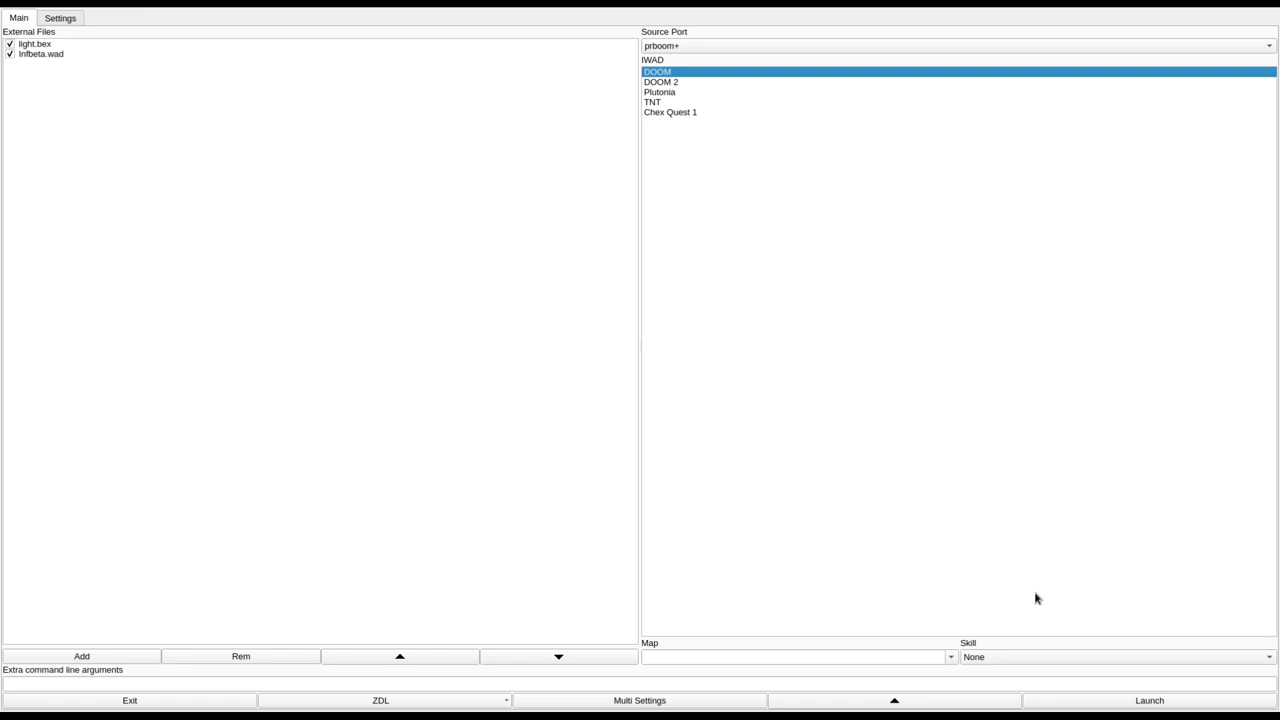 Main
Settings
External Files
light.bex
lnfbeta.wad
Source Port
prboom+
IWAD
DOOM
DOOM 2
Plutonia
TNT
Chex Quest 1
Map
Skill
None
Add
Rem
Extra command line arguments
Exit
ZDL
Multi Settings
Launch